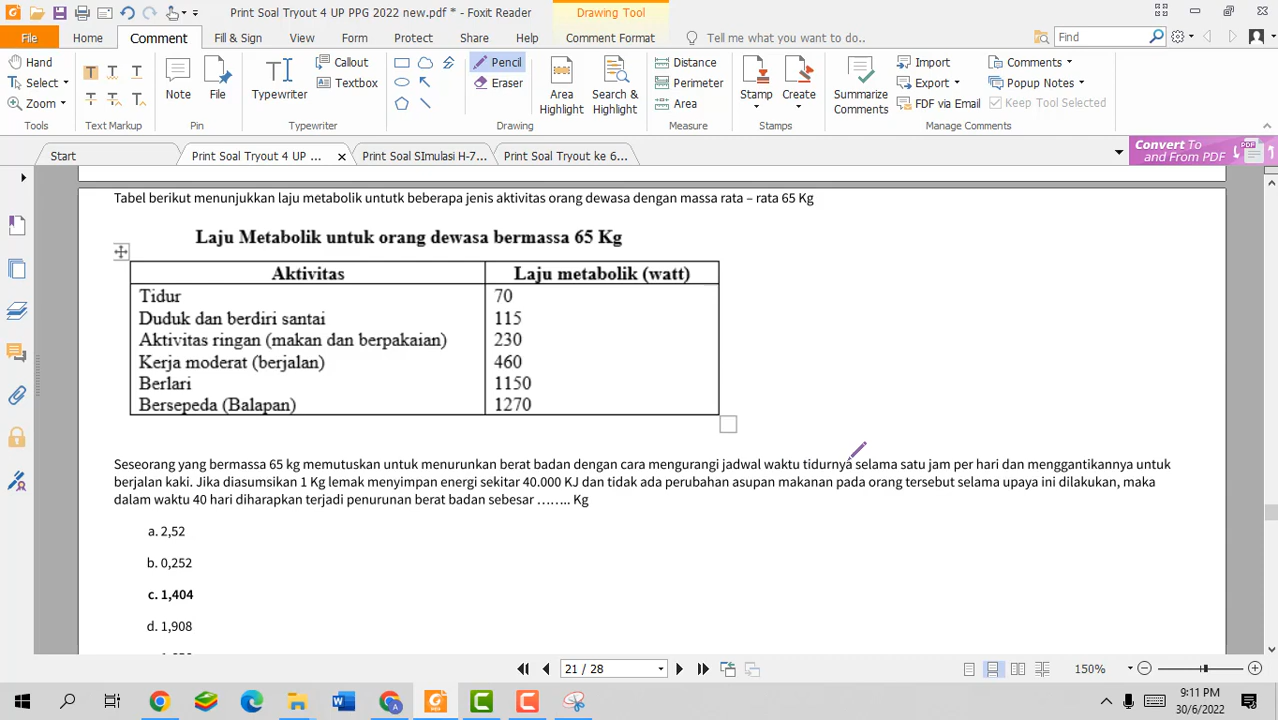 Print Soal Tryout 4 UP PPG 2022 new.pdf * - Foxit Reader
Drawing Tool
File
Home
Comment
Fill & Sign
View
Form
Protect
Share
Help
Comment Format
Tell me what you want to do...
Find
Hand
Select
Zoom
Tools
Text Markup
Note
File
Pin
Typewriter
Callout
Textbox
Typewriter
Pencil
Eraser
Area Highlight
Search & Highlight
Drawing
Distance
Perimeter
Area
Measure
Stamp
Create
Stamps
Summarize Comments
Import
Export
FDF via Email
Comments
Popup Notes
Keep Tool Selected
Manage Comments
Start
Print Soal Tryout 4 UP ...
Print Soal SImulasi H-7...
Print Soal Tryout ke 6...
Convert To
and From PDF
PDF
Tabel berikut menunjukkan laju metabolik untutk beberapa jenis aktivitas orang dewasa dengan massa rata – rata 65 Kg
Laju Metabolik untuk orang dewasa bermassa 65 Kg
Aktivitas Laju metabolik (watt)
Tidur 70
Duduk dan berdiri santai 115
Aktivitas ringan (makan dan berpakaian) 230
Kerja moderat (berjalan) 460
Berlari 1150
Bersepeda (Balapan) 1270
Seseorang yang bermassa 65 kg memutuskan untuk menurunkan berat badan dengan cara mengurangi jadwal waktu tidurnya selama satu jam per hari dan menggantikannya untuk
berjalan kaki. Jika diasumsikan 1 Kg lemak menyimpan energi sekitar 40.000 KJ dan tidak ada perubahan asupan makanan pada orang tersebut selama upaya ini dilakukan, maka
dalam waktu 40 hari diharapkan terjadi penurunan berat badan sebesar …….. Kg
a. 2,52
b. 0,252
c. 1,404
d. 1,908
21 / 28
150%
9:11 PM
30/6/2022